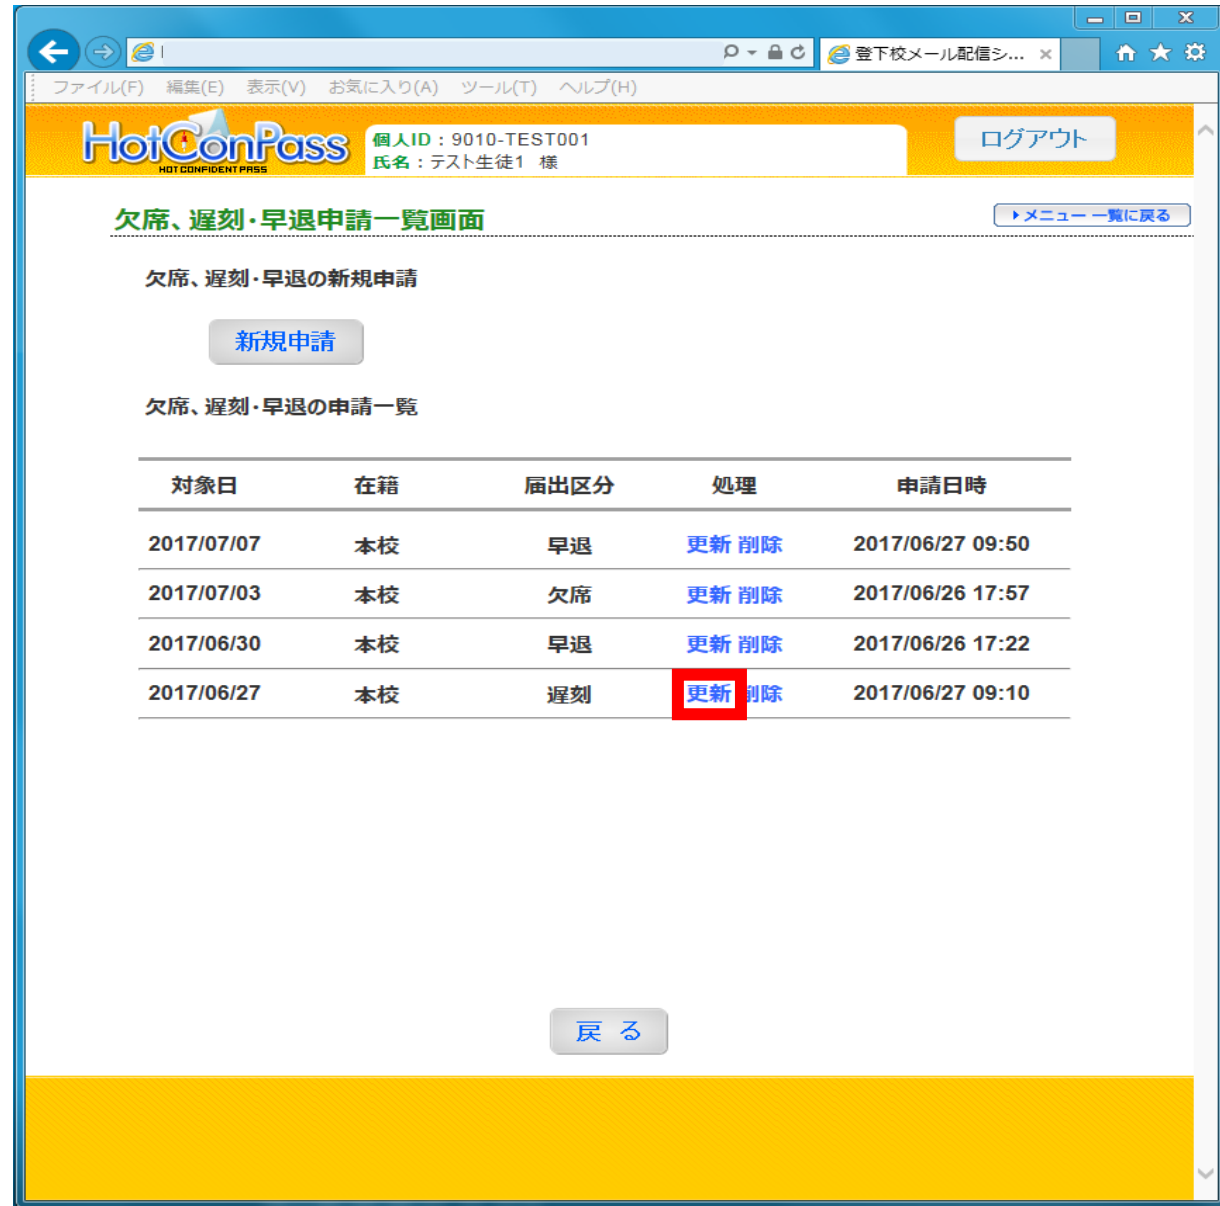 登下校メール配信シ...
ファイル(F) 編集(E) 表示(V) お気に入り(A) ツール(T) ヘルプ(H)
HotConPass
HOT CONFIDENT PASS
個人ID:9010-TEST001
氏名:テスト生徒1 様
ログアウト
欠席、遅刻・早退申請一覧画面
メニュー 一覧に戻る
欠席、遅刻・早退の新規申請
新規申請
欠席、遅刻・早退の申請一覧
対象日 在籍 届出区分 処理 申請日時
2017/07/07 本校 早退 更新 削除 2017/06/27 09:50
2017/07/03 本校 欠席 更新 削除 2017/06/26 17:57
2017/06/30 本校 早退 更新 削除 2017/06/26 17:22
2017/06/27 本校 遅刻 更新 削除 2017/06/27 09:10
戻る